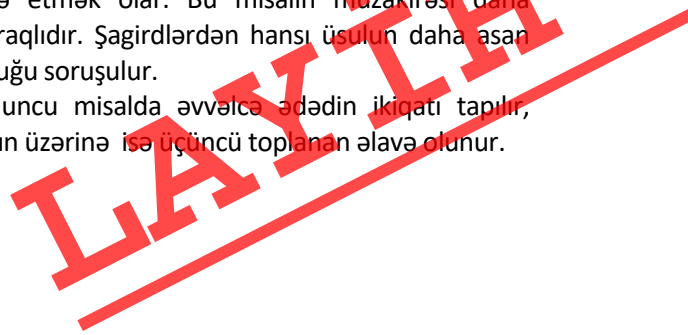 etmək olar. Bu misalın müzakirəsi daha
raqlıdır. Şagirdlərdən hansı üsulun daha asan
uğu soruşulur.
uncu misalda əvvəlcə ədədin ikiqatı tapılır,
un üzərinə isə üçüncü toplanan əlavə olunur.
LAYİH